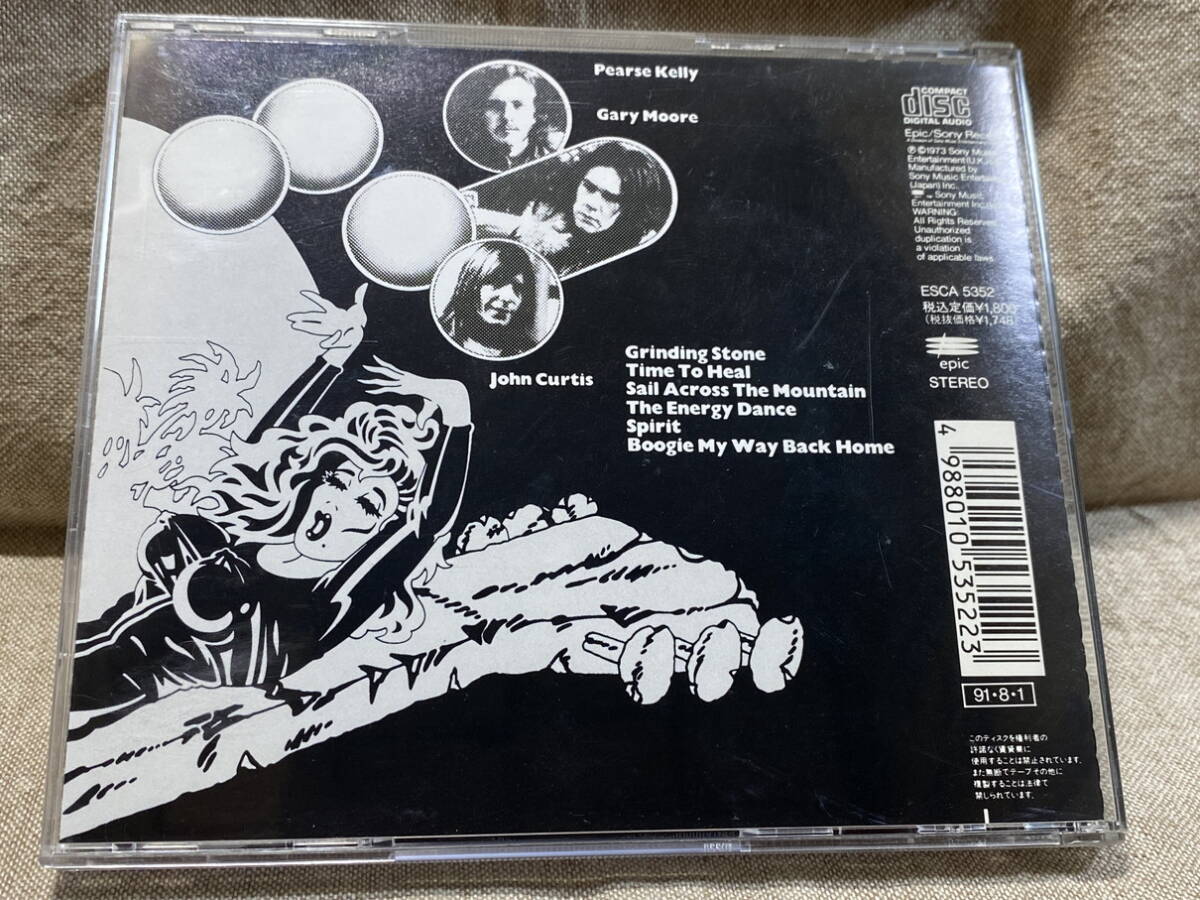 Pearse Kelly
Gary Moore
John Curtis
Grinding Stone
Time To Heal
Sail Across The Mountain
The Energy Dance
Spirit
Boogie My Way Back Home
COMPACT
disc
DIGITAL AUDIO
Epic/Sony Rec
℗©1973 Sony Music
Entertainment (U.K.
Manufactured by
Sony Music Entertai
(Japan) Inc.
Sony Music
Entertainment Inc.
WARNING:
All Rights Reserved
Unauthorized
duplication is
a violation
of applicable laws.
ESCA 5352
税込定価¥1,800
(税抜価格¥1,748
epic
STEREO
4 988010 535223
91・8・1
このディスクを権利者の
許諾なく賃貸業に
使用することは禁止されています。
また無断でテープその他に
複製することは法律で
禁じられています。